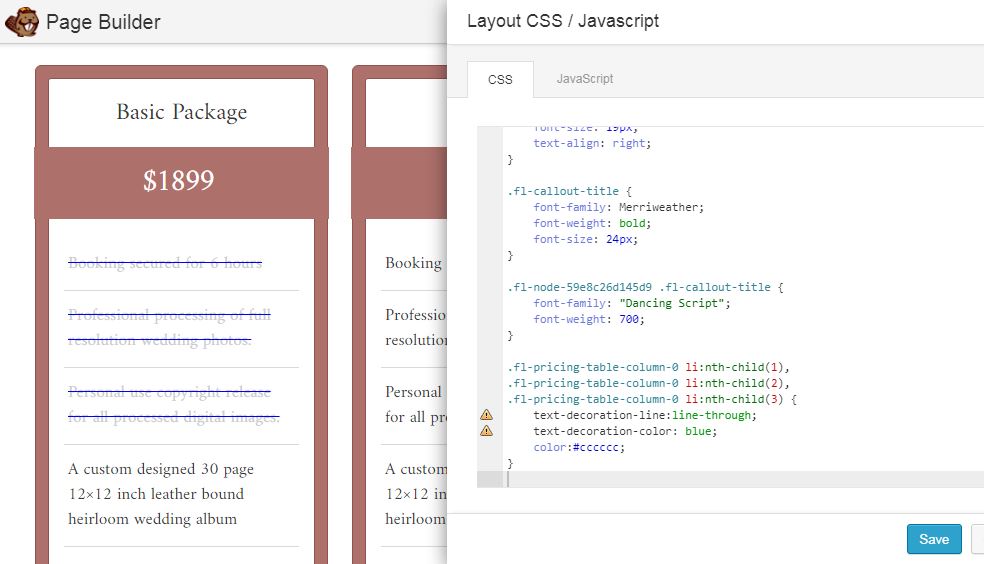 Page Builder
Basic Package
$1899
Booking secured for 6 hours
Professional processing of full
resolution wedding photos.
Personal use copyright release
for all processed digital images.
A custom designed 30 page
12×12 inch leather bound
heirloom wedding album
Booking
Professio
resolution
Personal
for all pr
A custom
12×12 in
heirloom
Layout CSS / Javascript
CSS
JavaScript
font-size: 19px;
text-align: right;
}
.fl-callout-title {
font-family: Merriweather;
font-weight: bold;
font-size: 24px;
}
.fl-node-59e8c26d145d9 .fl-callout-title {
font-family: "Dancing Script";
font-weight: 700;
}
.fl-pricing-table-column-0 li:nth-child(1),
.fl-pricing-table-column-0 li:nth-child(2),
.fl-pricing-table-column-0 li:nth-child(3) {
text-decoration-line:line-through;
text-decoration-color: blue;
color:#cccccc;
}
Save